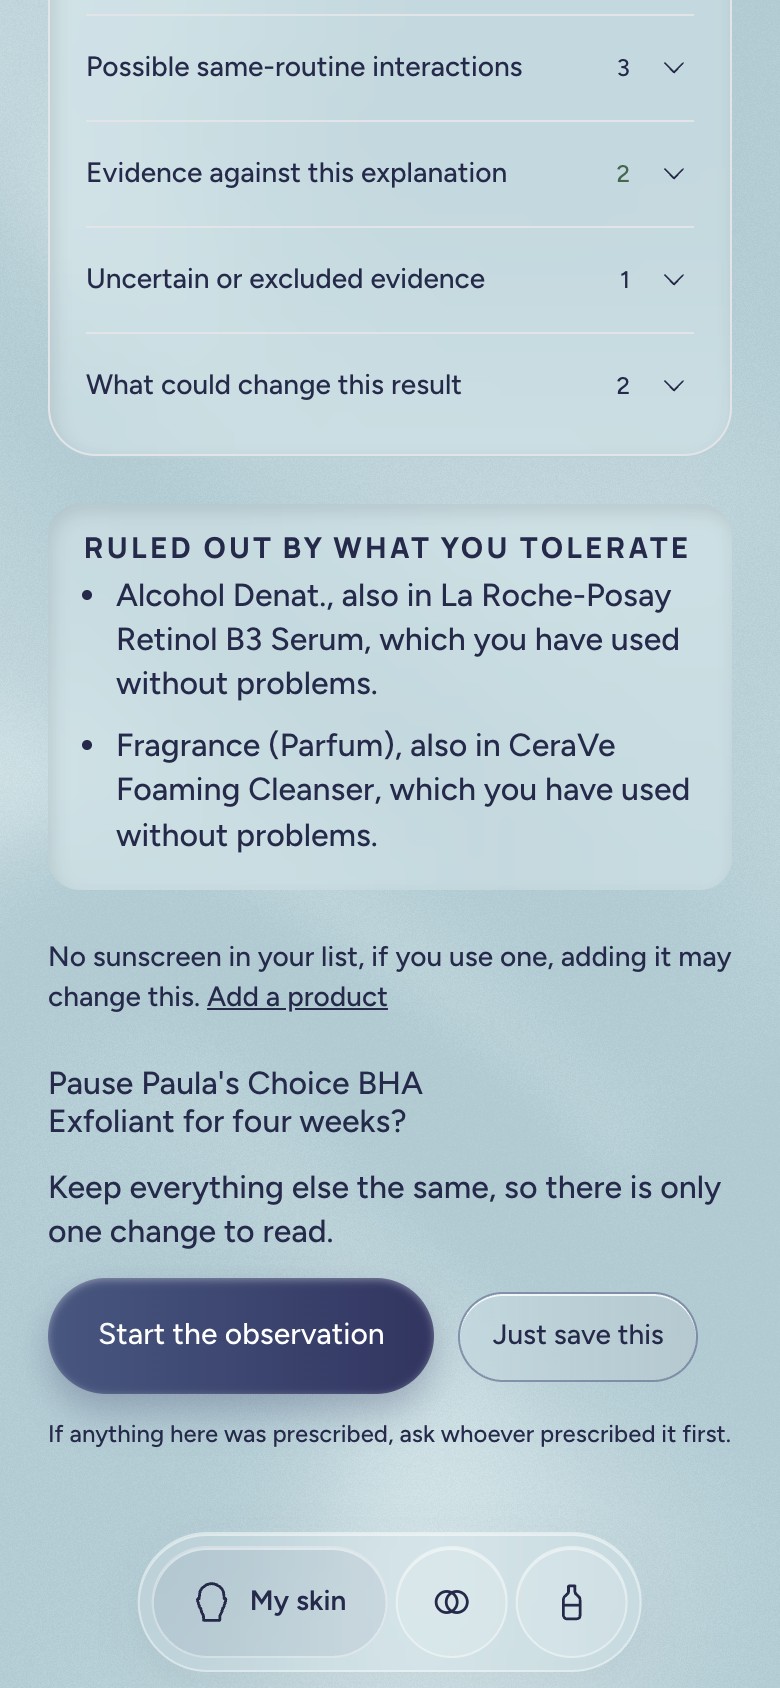 Possible same-routine interactions 3
Evidence against this explanation 2
Uncertain or excluded evidence 1
What could change this result 2
RULED OUT BY WHAT YOU TOLERATE
• Alcohol Denat., also in La Roche-Posay
Retinol B3 Serum, which you have used
without problems.
• Fragrance (Parfum), also in CeraVe
Foaming Cleanser, which you have used
without problems.
No sunscreen in your list, if you use one, adding it may
change this. Add a product
Pause Paula's Choice BHA
Exfoliant for four weeks?
Keep everything else the same, so there is only
one change to read.
Start the observation Just save this
If anything here was prescribed, ask whoever prescribed it first.
My skin